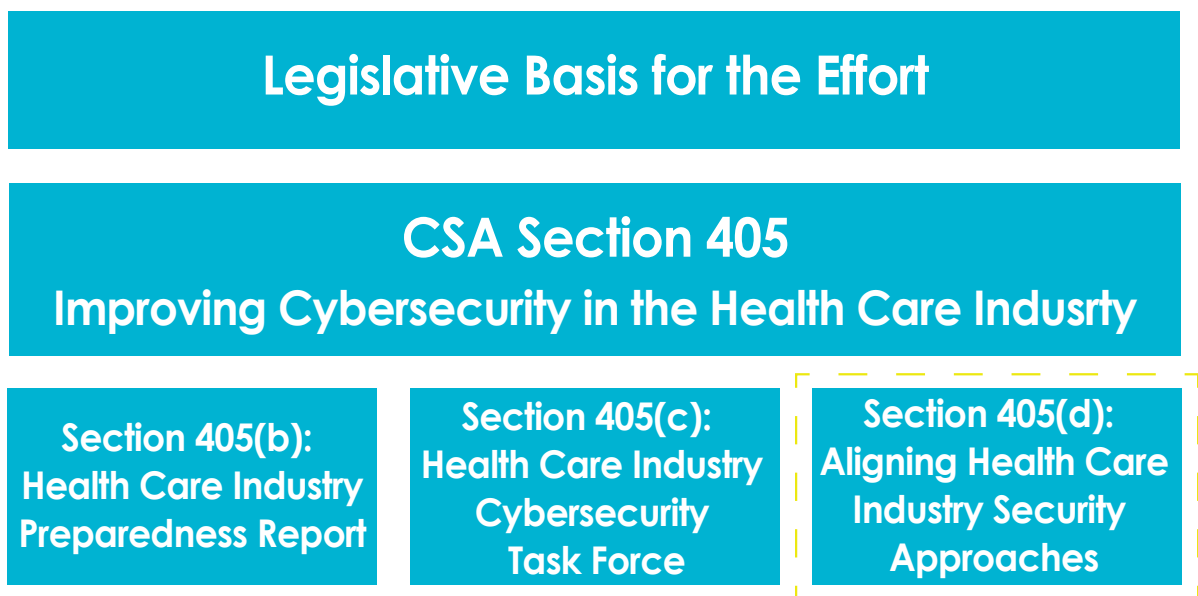 Legislative Basis for the Effort
CSA Section 405
Improving Cybersecurity in the Health Care Indusrty
Section 405(b):
Health Care Industry
Preparedness Report
Section 405(c):
Health Care Industry
Cybersecurity
Task Force
Section 405(d):
Aligning Health Care
Industry Security
Approaches